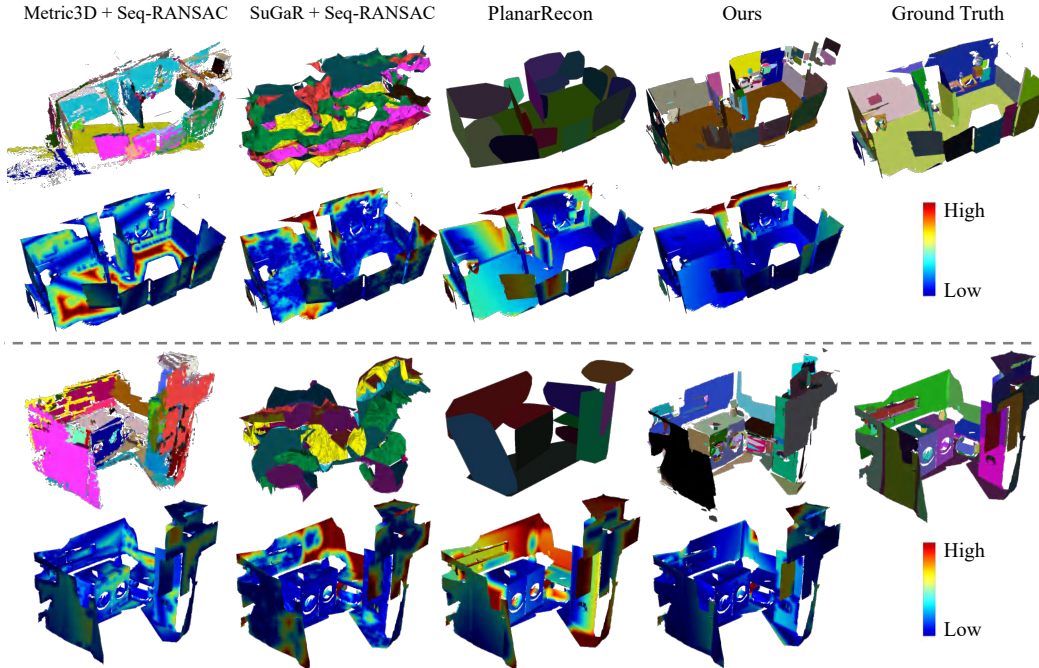 Metric3D + Seq-RANSAC SuGaR + Seq-RANSAC PlanarRecon Ours Ground Truth
High
Low
High
Low